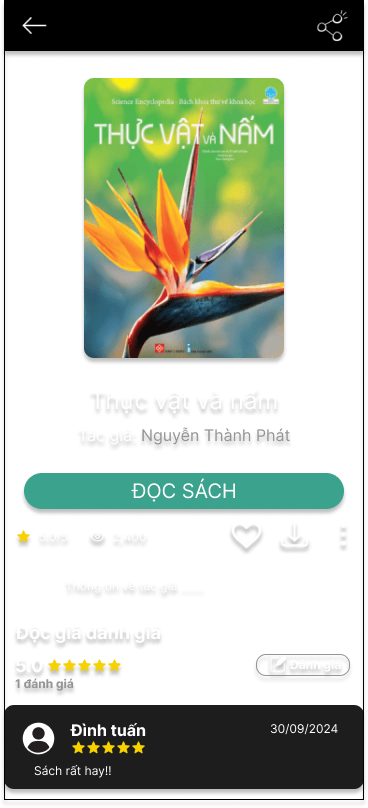 Science Encyclopedia - Bách khoa thư về khoa học
THỰC VẬT VÀ NẤM
Thực vật và nấm
Tác giả: Nguyễn Thành Phát
ĐỌC SÁCH
5.0/5 2,400
Thông tin về tác giả .......
Độc giả đánh giá
5.0
Đánh giá
1 đánh giá
Đình tuấn
30/09/2024
Sách rất hay!!